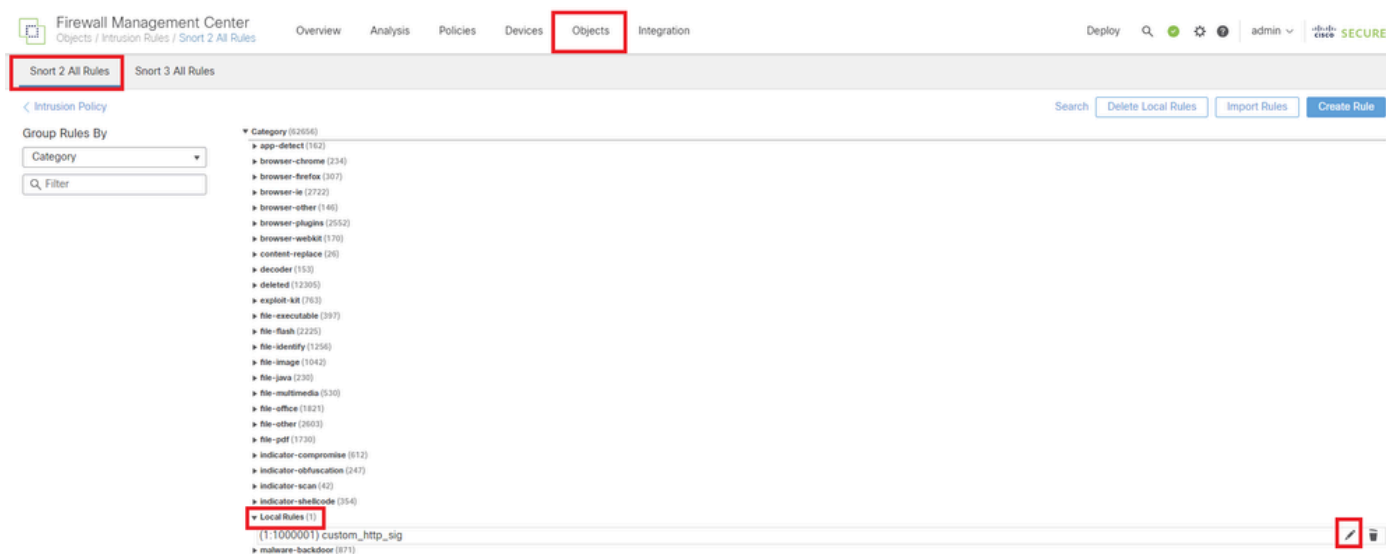 Firewall Management Center
Objects / Intrusion Rules / Snort 2 All Rules
Overview
Analysis
Policies
Devices
Objects
Integration
Deploy
admin
cisco SECURE
Snort 2 All Rules
Snort 3 All Rules
< Intrusion Policy
Search
Delete Local Rules
Import Rules
Create Rule
Group Rules By
Category
Filter
Category (62656)
app-detect (162)
browser-chrome (234)
browser-firefox (307)
browser-ie (2722)
browser-other (146)
browser-plugins (2552)
browser-webkit (170)
content-replace (26)
decoder (153)
deleted (12305)
exploit-kit (763)
file-executable (397)
file-flash (2225)
file-identify (1256)
file-image (1042)
file-java (230)
file-multimedia (530)
file-office (1821)
file-other (2603)
file-pdf (1730)
indicator-compromise (612)
indicator-obfuscation (247)
indicator-scan (42)
indicator-shellcode (354)
Local Rules (1)
(1:1000001) custom_http_sig
malware-backdoor (871)